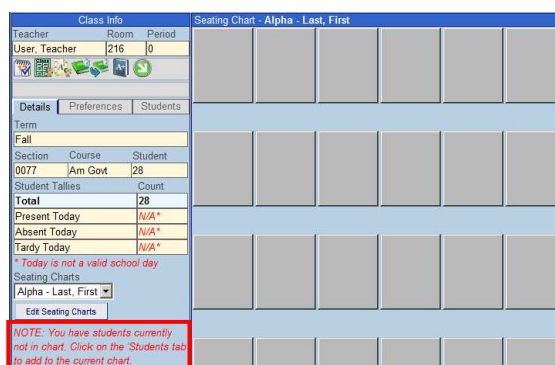 Class Info
Seating Chart - Alpha - Last, First
Teacher Room Period
User, Teacher 216 0
Details Preferences Students
Term
Fall
Section Course Student
0077 Am Govt 28
Student Tallies Count
Total 28
Present Today N/A*
Absent Today N/A*
Tardy Today N/A*
* Today is not a valid school day
Seating Charts
Alpha - Last, First
Edit Seating Charts
NOTE: You have students currently
not in chart. Click on the 'Students tab
to add to the current chart.